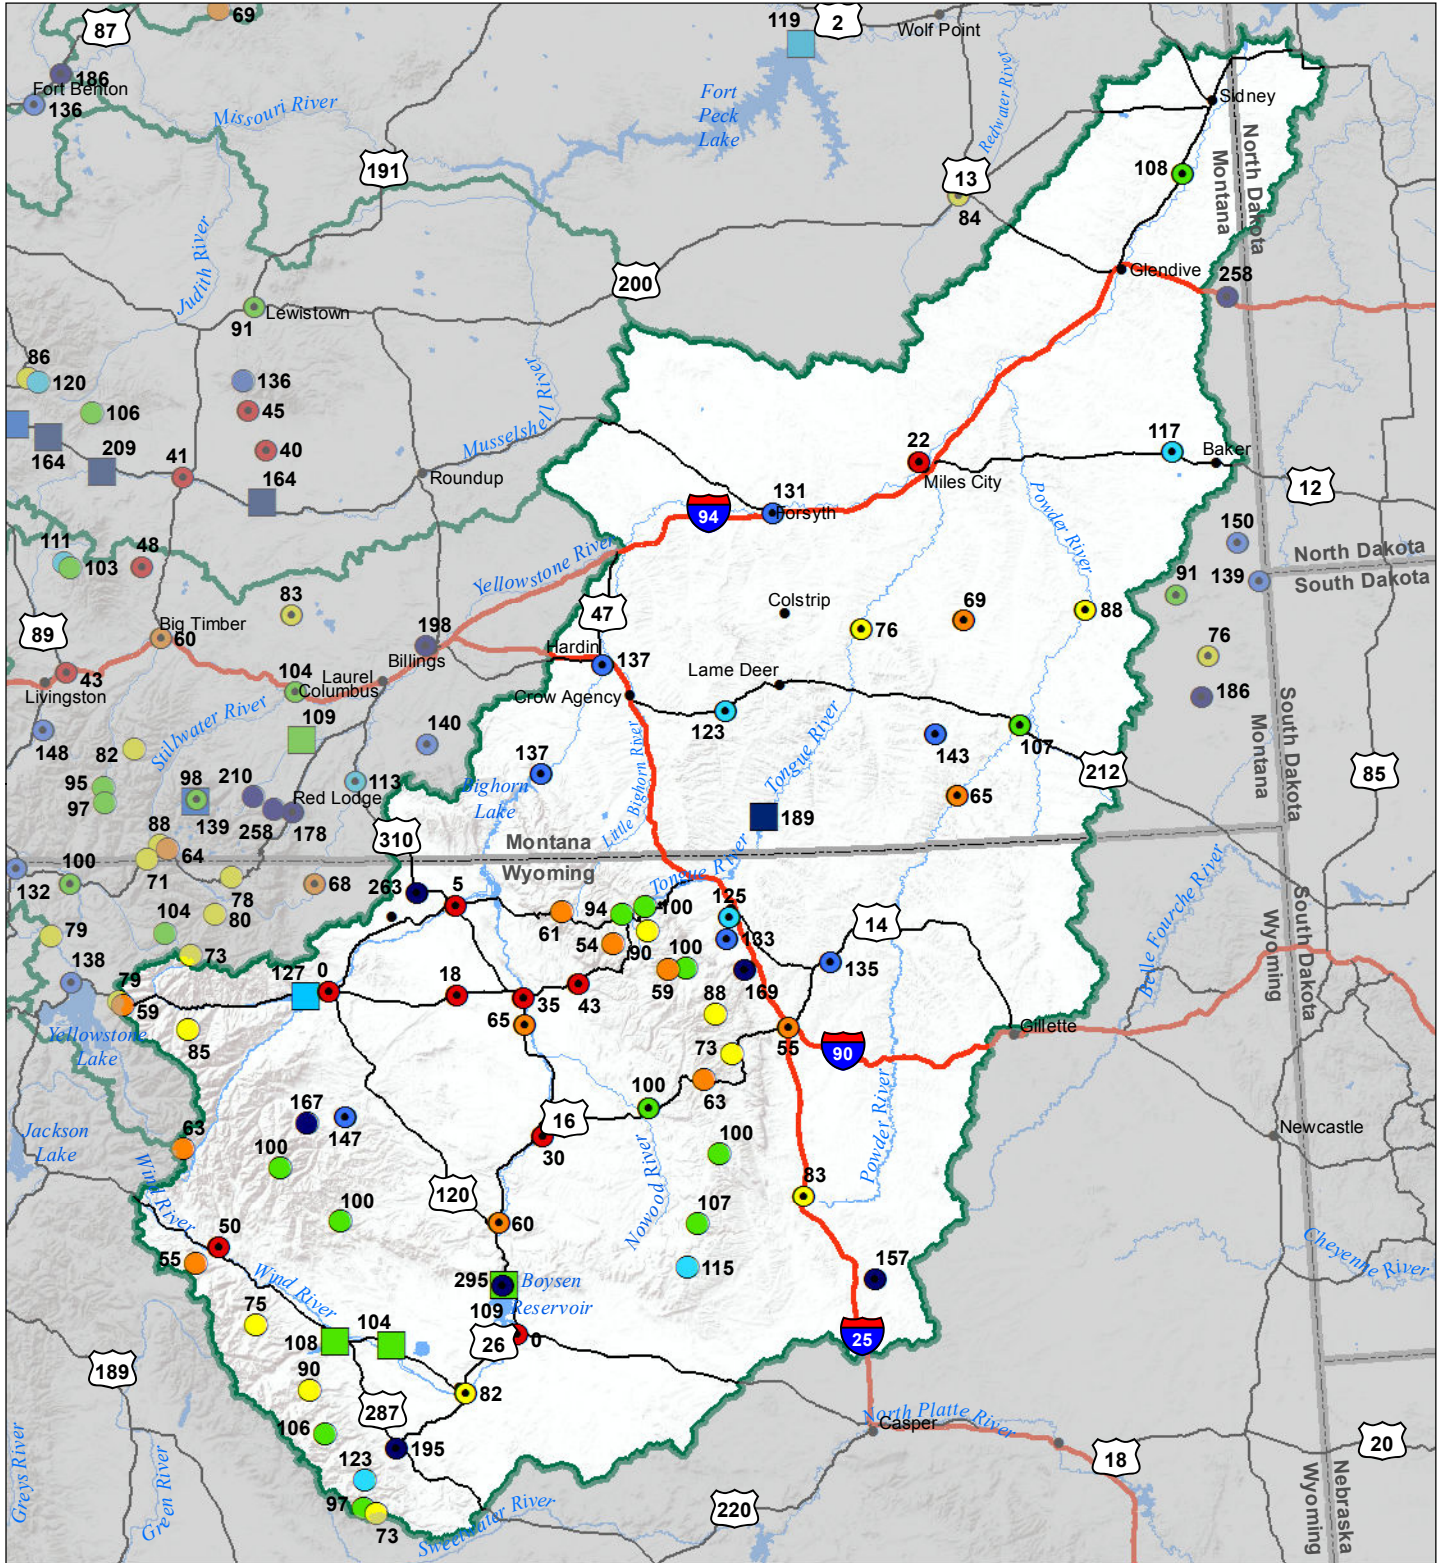 69
87
119
2
Wolf Point
186
Fort Benton
136
Missouri River
Fort
Peck
Lake
Redwater River
Sidney
191
13
84
108
North Dakota
Montana
Judith River
200
Glendive
258
91
Lewistown
86
120
136
106
45
Musselshell River
40
164
209
41
164
Roundup
22
Miles City
117
Baker
12
131
Forsyth
94
Powder River
150
North Dakota
South Dakota
139
91
111
103
48
Yellowstone River
83
47
Colstrip
69
88
76
76
89
Big Timber
60
198
Billings
Hardin
137
Lame Deer
43
Livingston
104
Laurel
Columbus
Crow Agency
123
186
South Dakota
Montana
Stillwater River
109
140
148
82
Little Bighorn River
Tongue River
143
107
212
85
137
Bighorn
Lake
95
97
98
139
210
258
178
Red Lodge
113
65
189
88
64
71
310
Montana
Wyoming
Tongue River
Belle Fourche River
132
100
78
80
68
263
5
61
94
100
125
14
South Dakota
Wyoming
79
104
73
54
90
133
138
127
0
18
35
43
59
100
169
135
79
59
Yellowstone
Lake
85
65
88
55
Gillette
73
90
63
100
16
167
147
30
Newcastle
Jackson
Lake
63
100
100
Nowood River
Powder River
83
Wind River
120
100
60
107
50
55
115
157
Cheyenne River
Wind River
295
109
Boysen
Reservoir
75
108
104
26
0
25
189
90
82
287
106
195
North Platte River
Casper
18
20
123
97
73
Sweetwater River
220
Greys River
Green River
Nebraska
Wyoming